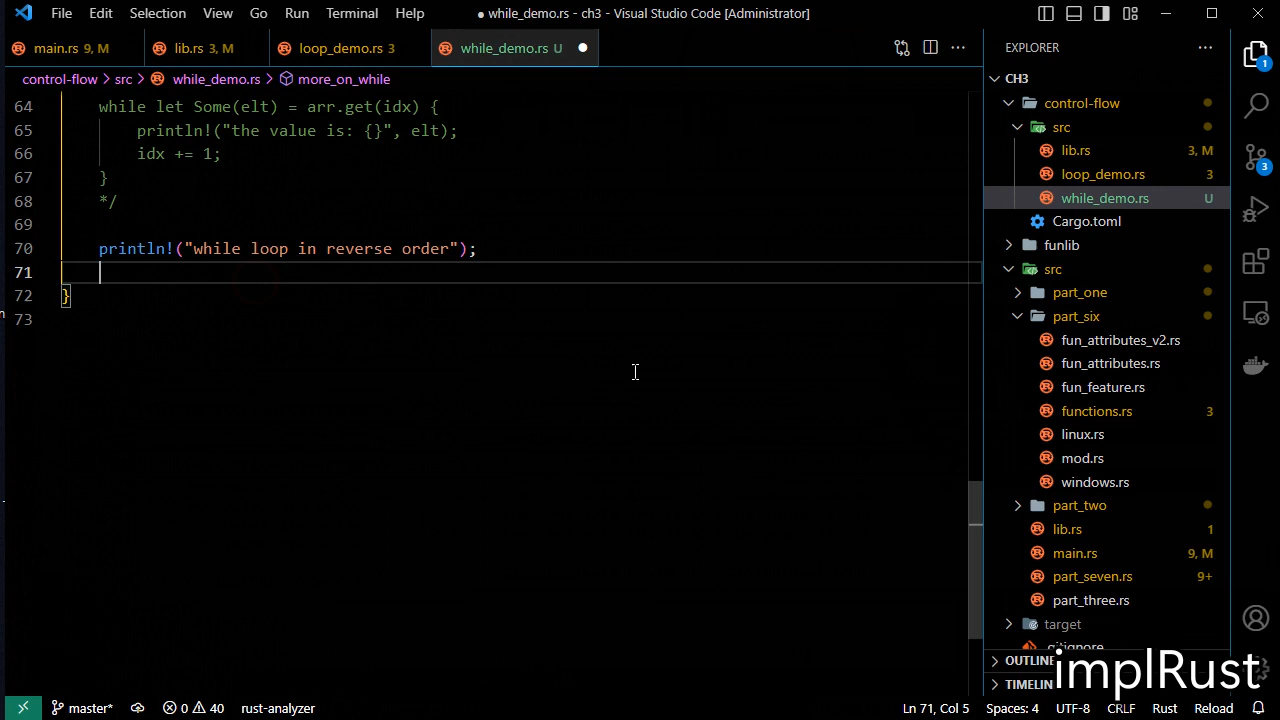 File Edit Selection View Go Run Terminal Help
● while_demo.rs - ch3 - Visual Studio Code [Administrator]
main.rs 9, M
lib.rs 3, M
loop_demo.rs 3
while_demo.rs U
control-flow > src > while_demo.rs > more_on_while
64 while let Some(elt) = arr.get(idx) {
65 println!("the value is: {}", elt);
66 idx += 1;
67 }
68 */
69
70 println!("while loop in reverse order");
71
72 }
73
EXPLORER
CH3
control-flow
src
lib.rs 3, M
loop_demo.rs 3
while_demo.rs U
Cargo.toml
funlib
src
part_one
part_six
fun_attributes_v2.rs
fun_attributes.rs
fun_feature.rs
functions.rs 3
linux.rs
mod.rs
windows.rs
part_two
lib.rs 1
main.rs 9, M
part_seven.rs 9+
part_three.rs
target
.gitignore
OUTLINE
TIMELIN
1
3
implRust
master* 0 40 rust-analyzer
Ln 71, Col 5 Spaces: 4 UTF-8 CRLF Rust Reload